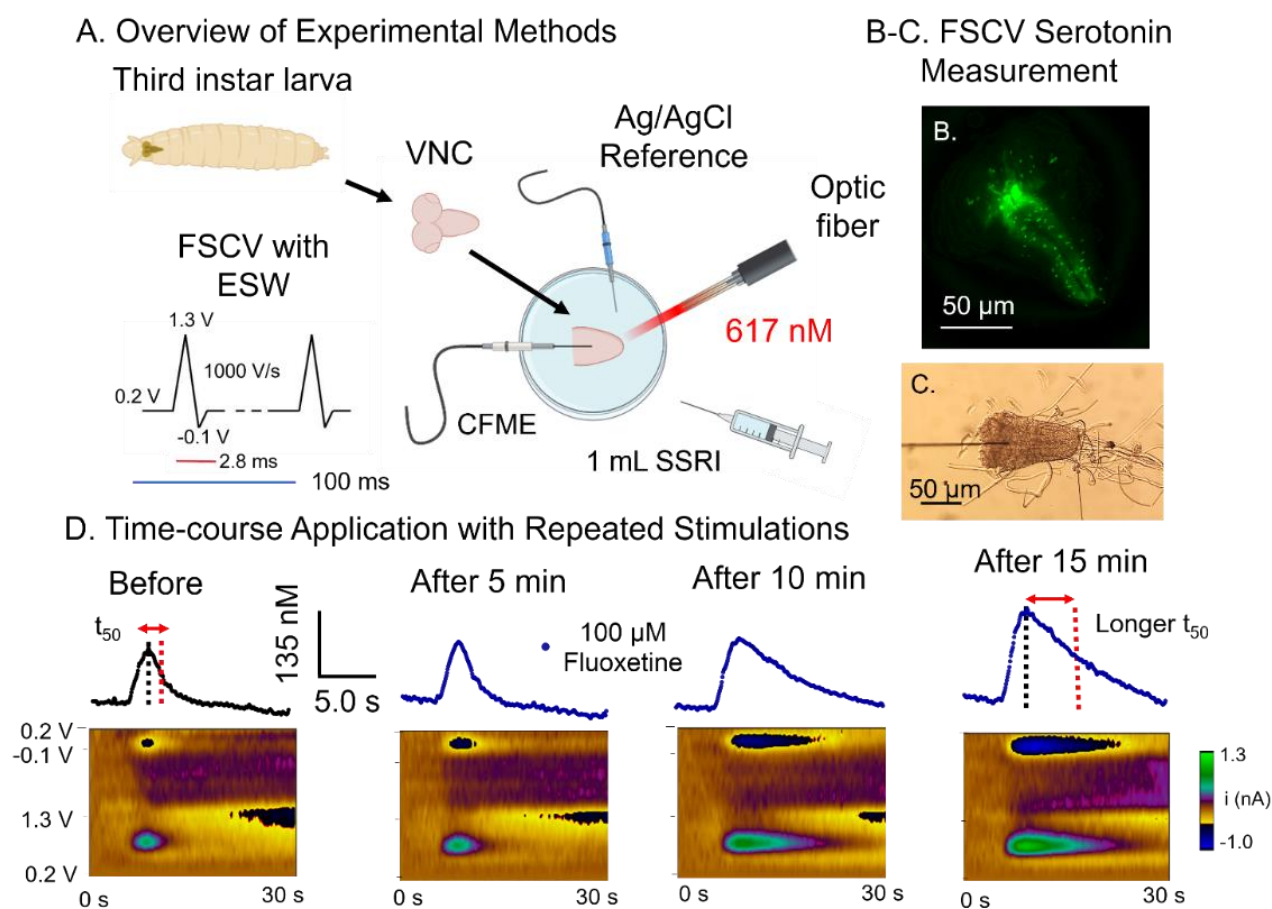 A. Overview of Experimental Methods
Third instar larva
VNC
Ag/AgCl
Reference
Optic
fiber
FSCV with
ESW
1.3 V
1000 V/s
0.2 V
-0.1 V
2.8 ms
100 ms
617 nM
CFME
1 mL SSRI
B-C. FSCV Serotonin
Measurement
B.
50 µm
C.
50 µm
D. Time-course Application with Repeated Stimulations
Before
After 5 min
After 10 min
After 15 min
t50
135 nM
5.0 s
100 µM
Fluoxetine
Longer t50
0.2 V
-0.1 V
1.3 V
0.2 V
0 s
30 s
0 s
30 s
0 s
30 s
0 s
30 s
1.3
i (nA)
-1.0